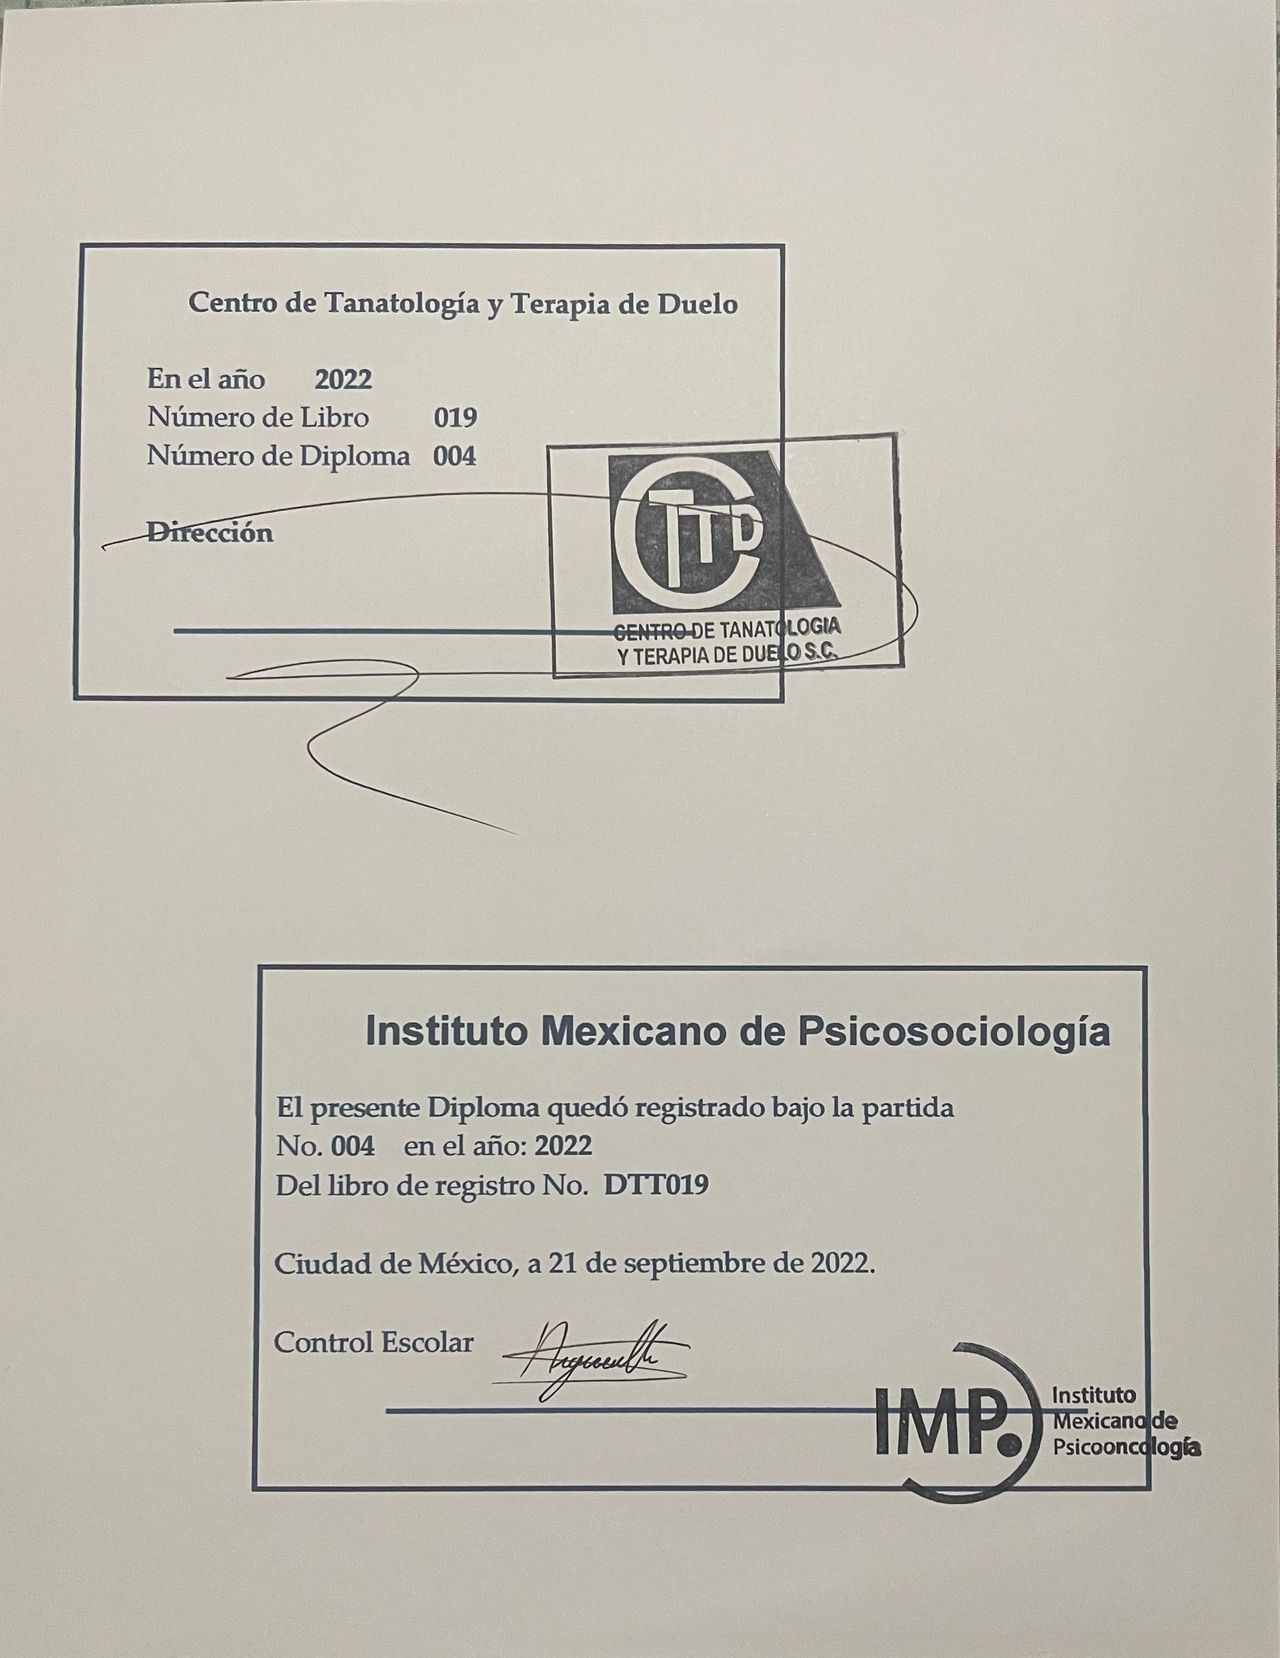 Centro de Tanatología y Terapia de Duelo
En el año 2022
Número de Libro 019
Número de Diploma 004
Dirección
CTTD
CENTRO DE TANATOLOGIA
Y TERAPIA DE DUELO S.C.
Instituto Mexicano de Psicosociología
El presente Diploma quedó registrado bajo la partida
No. 004 en el año: 2022
Del libro de registro No. DTT019
Ciudad de México, a 21 de septiembre de 2022.
Control Escolar
IMP.
Instituto
Mexicano de
Psicooncología